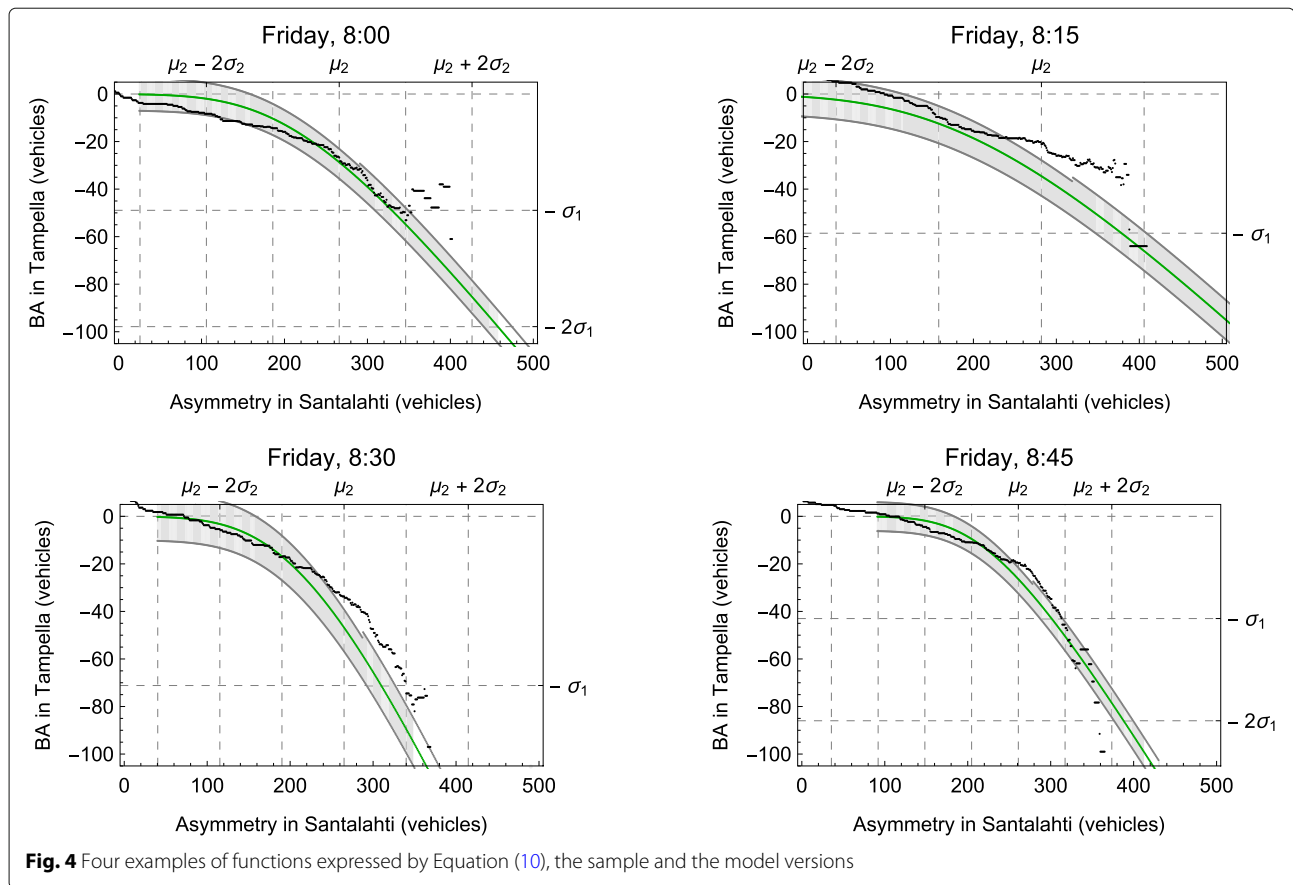 Friday, 8:00
μ₂ − 2σ₂ μ₂ μ₂ + 2σ₂
BA in Tampella (vehicles)
0
−20
−40
−60
−80
−100
− σ₁
− 2σ₁
0 100 200 300 400 500
Asymmetry in Santalahti (vehicles)
Friday, 8:15
μ₂ − 2σ₂ μ₂
BA in Tampella (vehicles)
0
−20
−40
−60
−80
−100
− σ₁
0 100 200 300 400 500
Asymmetry in Santalahti (vehicles)
Friday, 8:30
μ₂ − 2σ₂ μ₂ μ₂ + 2σ₂
BA in Tampella (vehicles)
0
−20
−40
−60
−80
−100
− σ₁
0 100 200 300 400 500
Asymmetry in Santalahti (vehicles)
Friday, 8:45
μ₂ − 2σ₂ μ₂ μ₂ + 2σ₂
BA in Tampella (vehicles)
0
−20
−40
−60
−80
−100
− σ₁
− 2σ₁
0 100 200 300 400 500
Asymmetry in Santalahti (vehicles)
Fig. 4 Four examples of functions expressed by Equation (10), the sample and the model versions